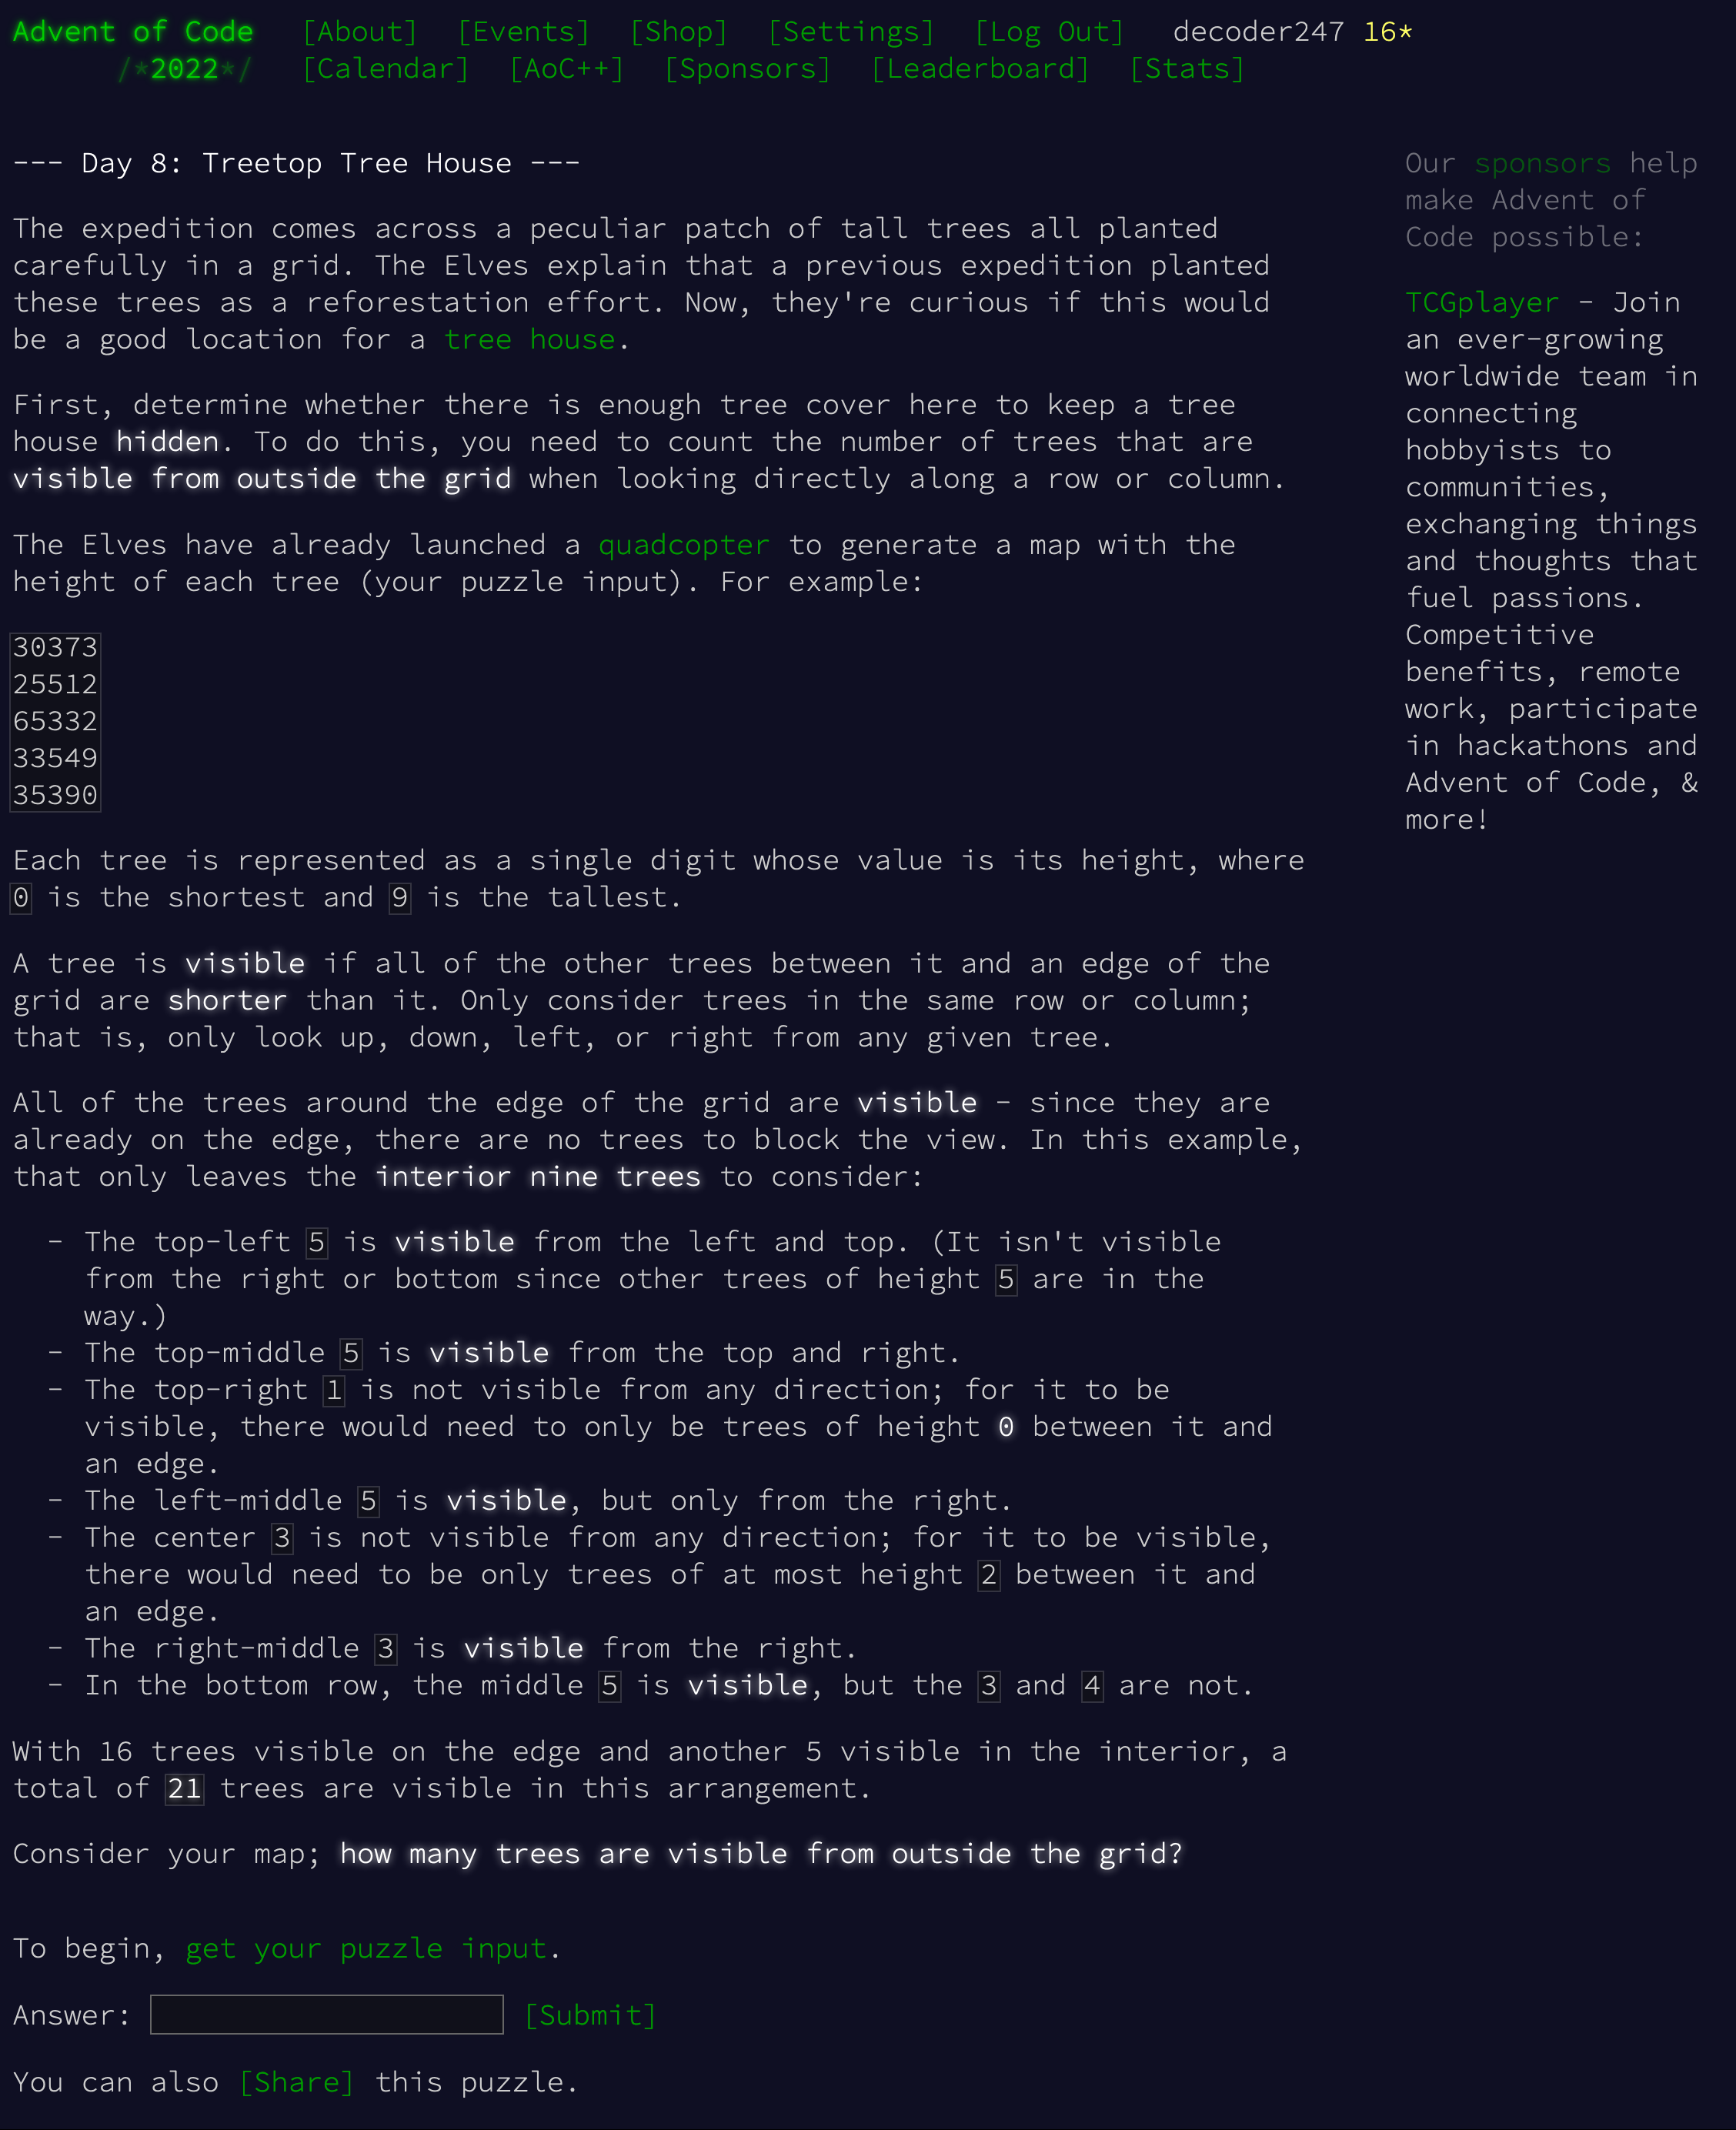 Advent of Code [About] [Events] [Shop] [Settings] [Log Out] decoder247 16*
/*2022*/ [Calendar] [AoC++] [Sponsors] [Leaderboard] [Stats]
--- Day 8: Treetop Tree House ---
The expedition comes across a peculiar patch of tall trees all planted
carefully in a grid. The Elves explain that a previous expedition planted
these trees as a reforestation effort. Now, they're curious if this would
be a good location for a tree house.
First, determine whether there is enough tree cover here to keep a tree
house hidden. To do this, you need to count the number of trees that are
visible from outside the grid when looking directly along a row or column.
The Elves have already launched a quadcopter to generate a map with the
height of each tree (your puzzle input). For example:
30373
25512
65332
33549
35390
Each tree is represented as a single digit whose value is its height, where
0 is the shortest and 9 is the tallest.
A tree is visible if all of the other trees between it and an edge of the
grid are shorter than it. Only consider trees in the same row or column;
that is, only look up, down, left, or right from any given tree.
All of the trees around the edge of the grid are visible - since they are
already on the edge, there are no trees to block the view. In this example,
that only leaves the interior nine trees to consider:
- The top-left 5 is visible from the left and top. (It isn't visible
from the right or bottom since other trees of height 5 are in the
way.)
- The top-middle 5 is visible from the top and right.
- The top-right 1 is not visible from any direction; for it to be
visible, there would need to only be trees of height 0 between it and
an edge.
- The left-middle 5 is visible, but only from the right.
- The center 3 is not visible from any direction; for it to be visible,
there would need to be only trees of at most height 2 between it and
an edge.
- The right-middle 3 is visible from the right.
- In the bottom row, the middle 5 is visible, but the 3 and 4 are not.
With 16 trees visible on the edge and another 5 visible in the interior, a
total of 21 trees are visible in this arrangement.
Consider your map; how many trees are visible from outside the grid?
To begin, get your puzzle input.
Answer: [Submit]
You can also [Share] this puzzle.
Our sponsors help
make Advent of
Code possible:
TCGplayer - Join
an ever-growing
worldwide team in
connecting
hobbyists to
communities,
exchanging things
and thoughts that
fuel passions.
Competitive
benefits, remote
work, participate
in hackathons and
Advent of Code, &
more!